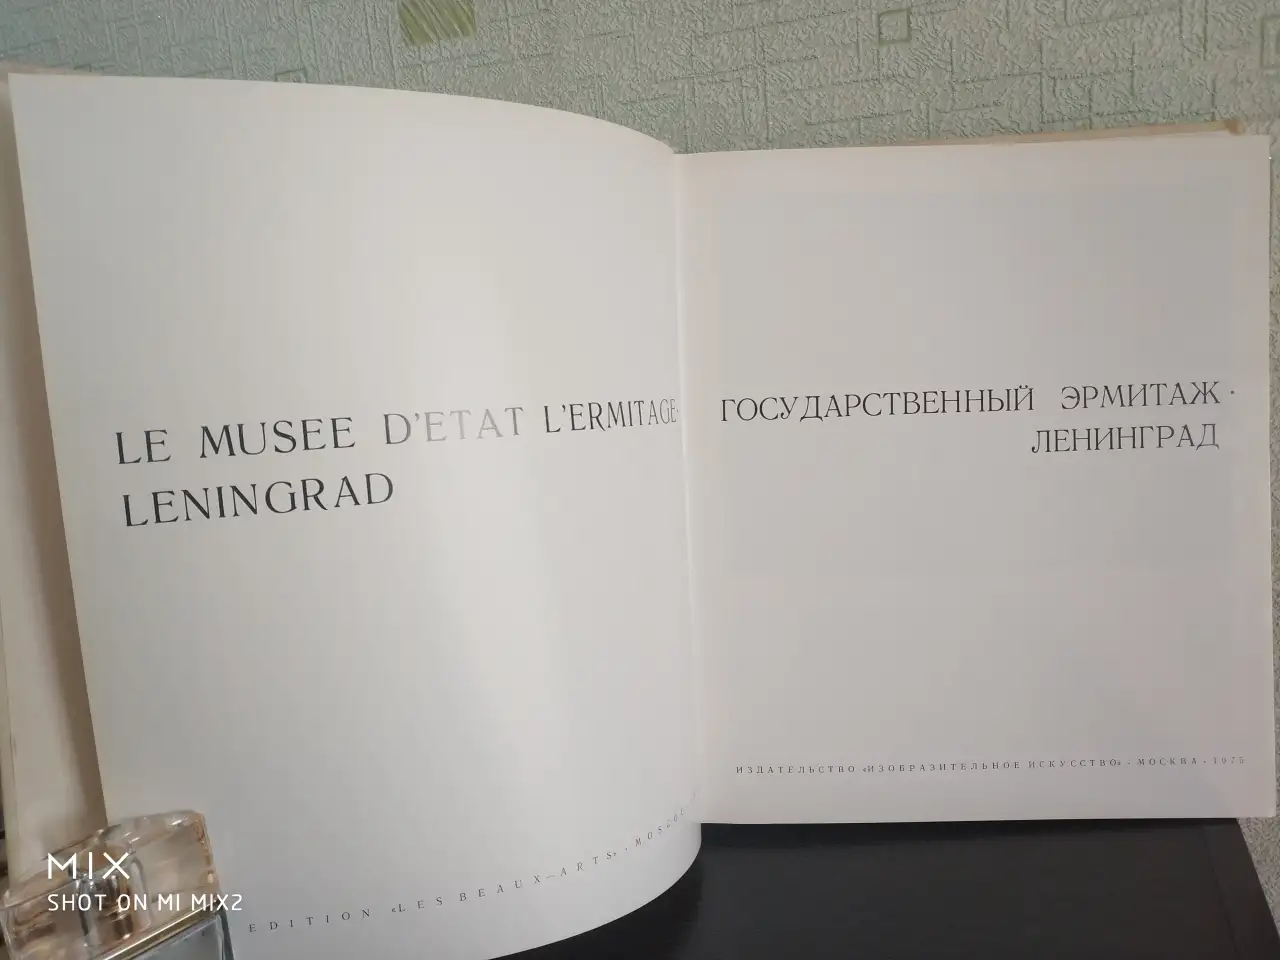 LE MUSEE D'ETAT L'ERMITAGE·
LENINGRAD
EDITION «LES BEAUX—ARTS» · MOSCOU
ГОСУДАРСТВЕННЫЙ ЭРМИТАЖ ·
ЛЕНИНГРАД
ИЗДАТЕЛЬСТВО «ИЗОБРАЗИТЕЛЬНОЕ ИСКУССТВО» · МОСКВА · 1975
MIX
SHOT ON MI MIX2